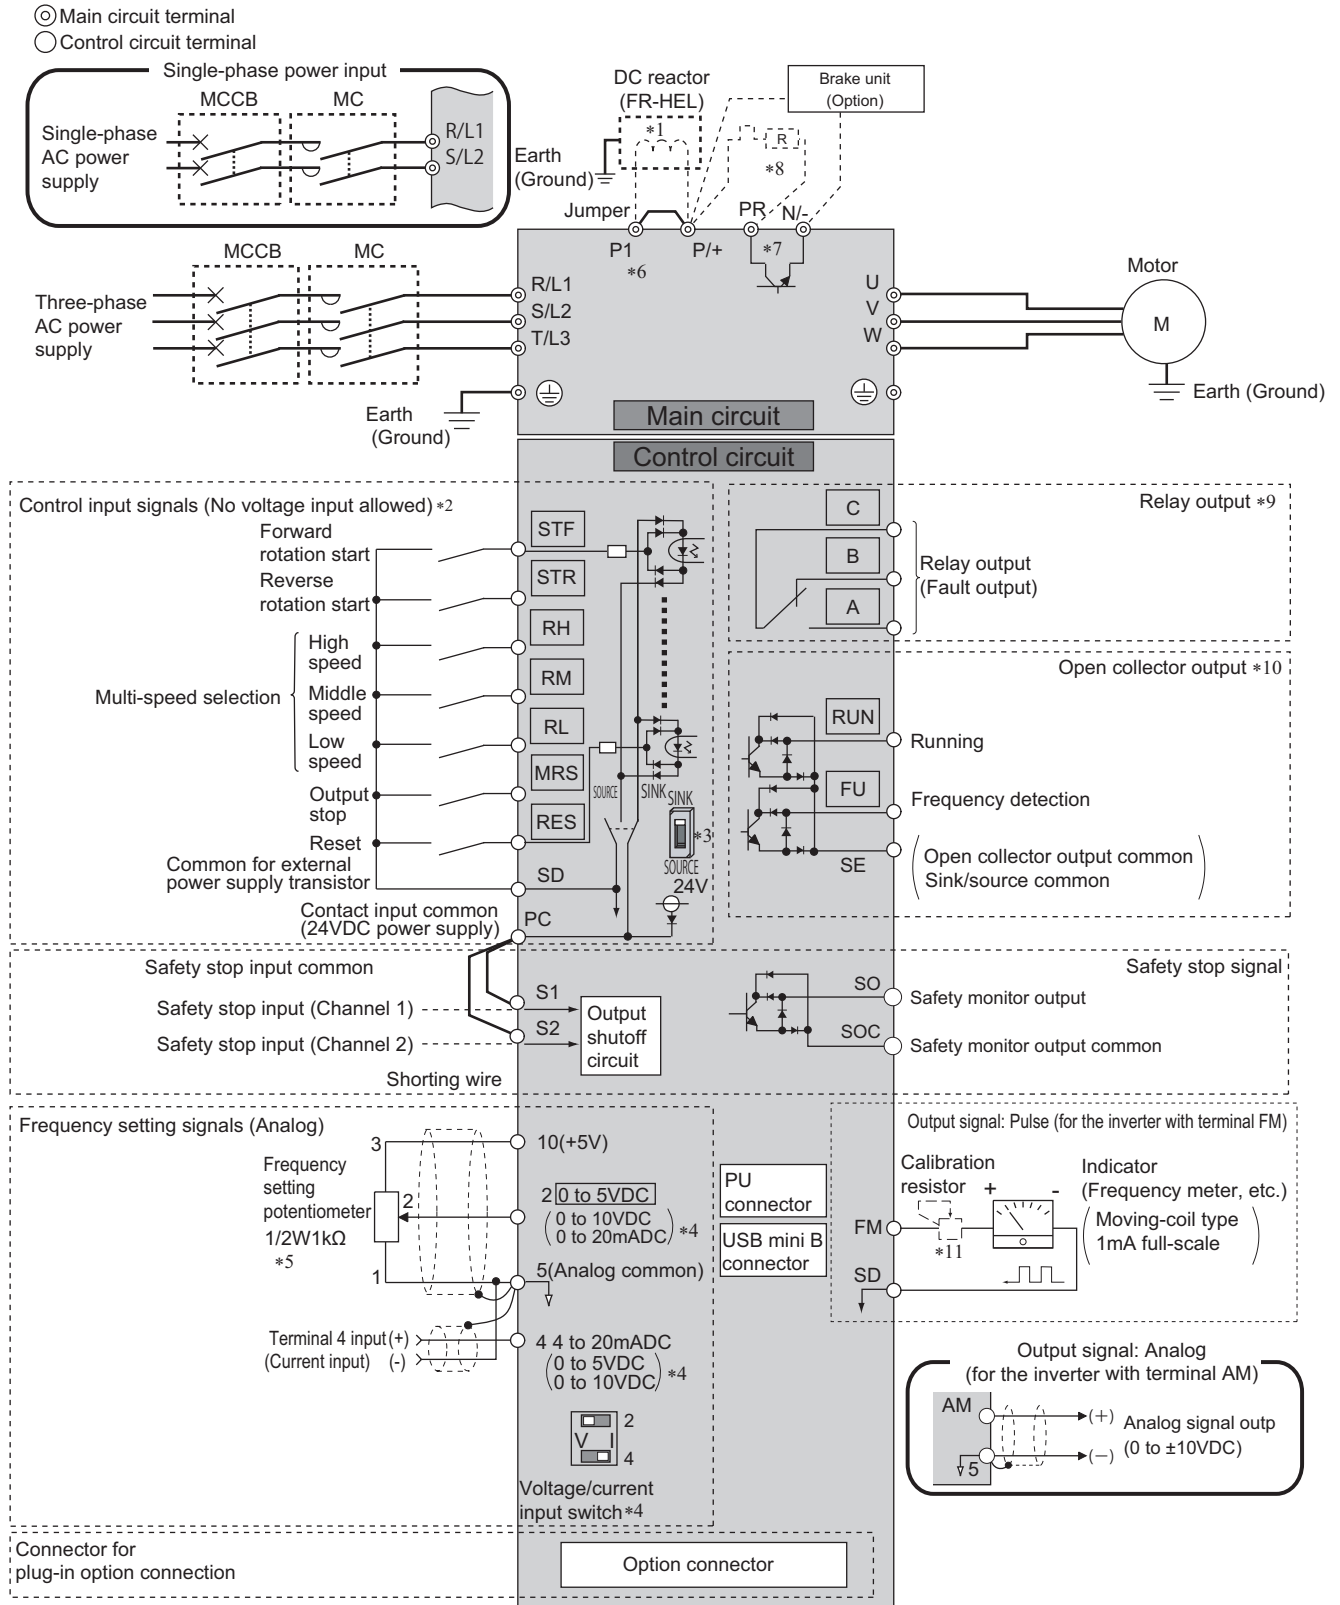 Main circuit terminal
Control circuit terminal
Single-phase power input
MCCB MC
Single-phase
AC power
supply
R/L1
S/L2
DC reactor
(FR-HEL)
*1
Earth
(Ground)
Brake unit
(Option)
R
*8
Jumper
PR N/-
P1 P/+
*6
*7
MCCB MC
Three-phase
AC power
supply
R/L1
S/L2
T/L3
U
V
W
Motor
M
Earth
(Ground)
Earth (Ground)
Main circuit
Control circuit
Control input signals (No voltage input allowed) *2
Forward
rotation start
Reverse
rotation start
Multi-speed selection
High
speed
Middle
speed
Low
speed
Output
stop
Reset
Common for external
power supply transistor
Contact input common
(24VDC power supply)
STF
STR
RH
RM
RL
MRS
RES
SD
PC
SOURCE
SINK
SINK
*3
SOURCE
24V
Relay output *9
C
B
A
Relay output
(Fault output)
Open collector output *10
RUN
Running
FU
Frequency detection
SE
Open collector output common
Sink/source common
Safety stop input common
Safety stop input (Channel 1)
Safety stop input (Channel 2)
Shorting wire
S1
S2
Output
shutoff
circuit
Safety stop signal
SO
Safety monitor output
SOC
Safety monitor output common
Frequency setting signals (Analog)
Frequency
setting
potentiometer
1/2W1kΩ
*5
3
2
1
10(+5V)
2 0 to 5VDC
(0 to 10VDC
0 to 20mADC) *4
5(Analog common)
Terminal 4 input (+)
(Current input) (-)
4 4 to 20mADC
(0 to 5VDC
0 to 10VDC) *4
2
V I
4
Voltage/current
input switch *4
PU
connector
USB mini B
connector
Output signal: Pulse (for the inverter with terminal FM)
Calibration
resistor
+ -
Indicator
(Frequency meter, etc.)
Moving-coil type
1mA full-scale
FM
*11
SD
Output signal: Analog
(for the inverter with terminal AM)
AM
(+)
Analog signal outp
(0 to ±10VDC)
(-)
5
Connector for
plug-in option connection
Option connector